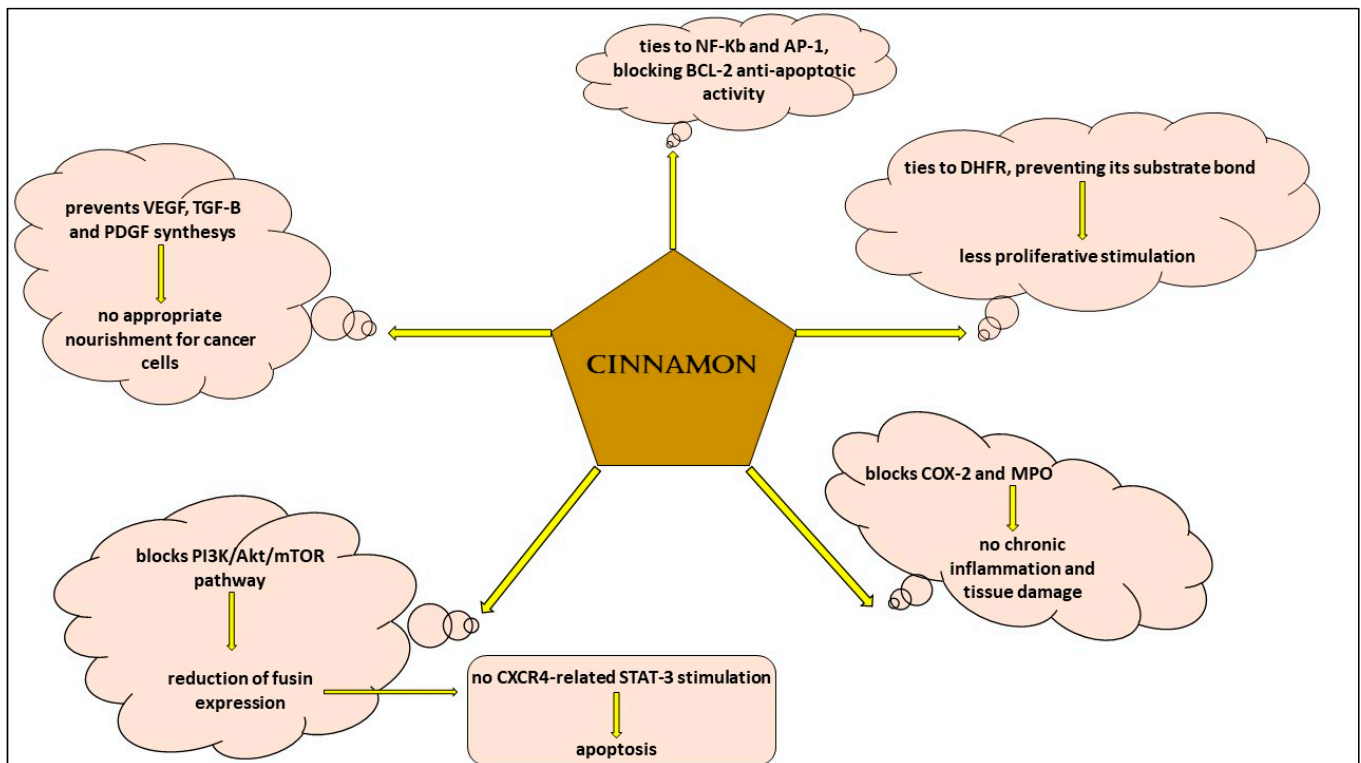 ties to NF-Kb and AP-1,
blocking BCL-2 anti-apoptotic
activity
ties to DHFR, preventing its substrate bond
less proliferative stimulation
prevents VEGF, TGF-B
and PDGF synthesys
no appropriate
nourishment for cancer
cells
CINNAMON
blocks COX-2 and MPO
no chronic
inflammation and
tissue damage
blocks PI3K/Akt/mTOR
pathway
reduction of fusin
expression
no CXCR4-related STAT-3 stimulation
apoptosis